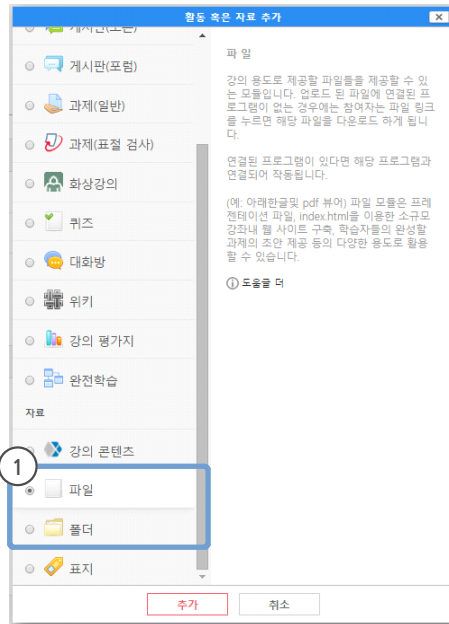 활동 혹은 자료 추가
게시판(포럼)
과제(일반)
과제(표절 검사)
화상강의
퀴즈
대화방
위키
강의 평가지
완전학습
자료
강의 콘텐츠
1
파일
폴더
표지
파 일
강의 용도로 제공할 파일들을 제공할 수 있
는 모듈입니다. 업로드 된 파일에 연결된 프
로그램이 없는 경우에는 참여자는 파일 링크
를 누르면 해당 파일을 다운로드 하게 됩니
다.
연결된 프로그램이 있다면 해당 프로그램과
연결되어 작동됩니다.
(예: 아래한글및 pdf 뷰어) 파일 모듈은 프레
젠테이션 파일, index.html을 이용한 소규모
강좌내 웹 사이트 구축, 학습자들의 완성할
과제의 초안 제공 등의 다양한 용도로 활용
할 수 있습니다.
도움글 더
추가
취소